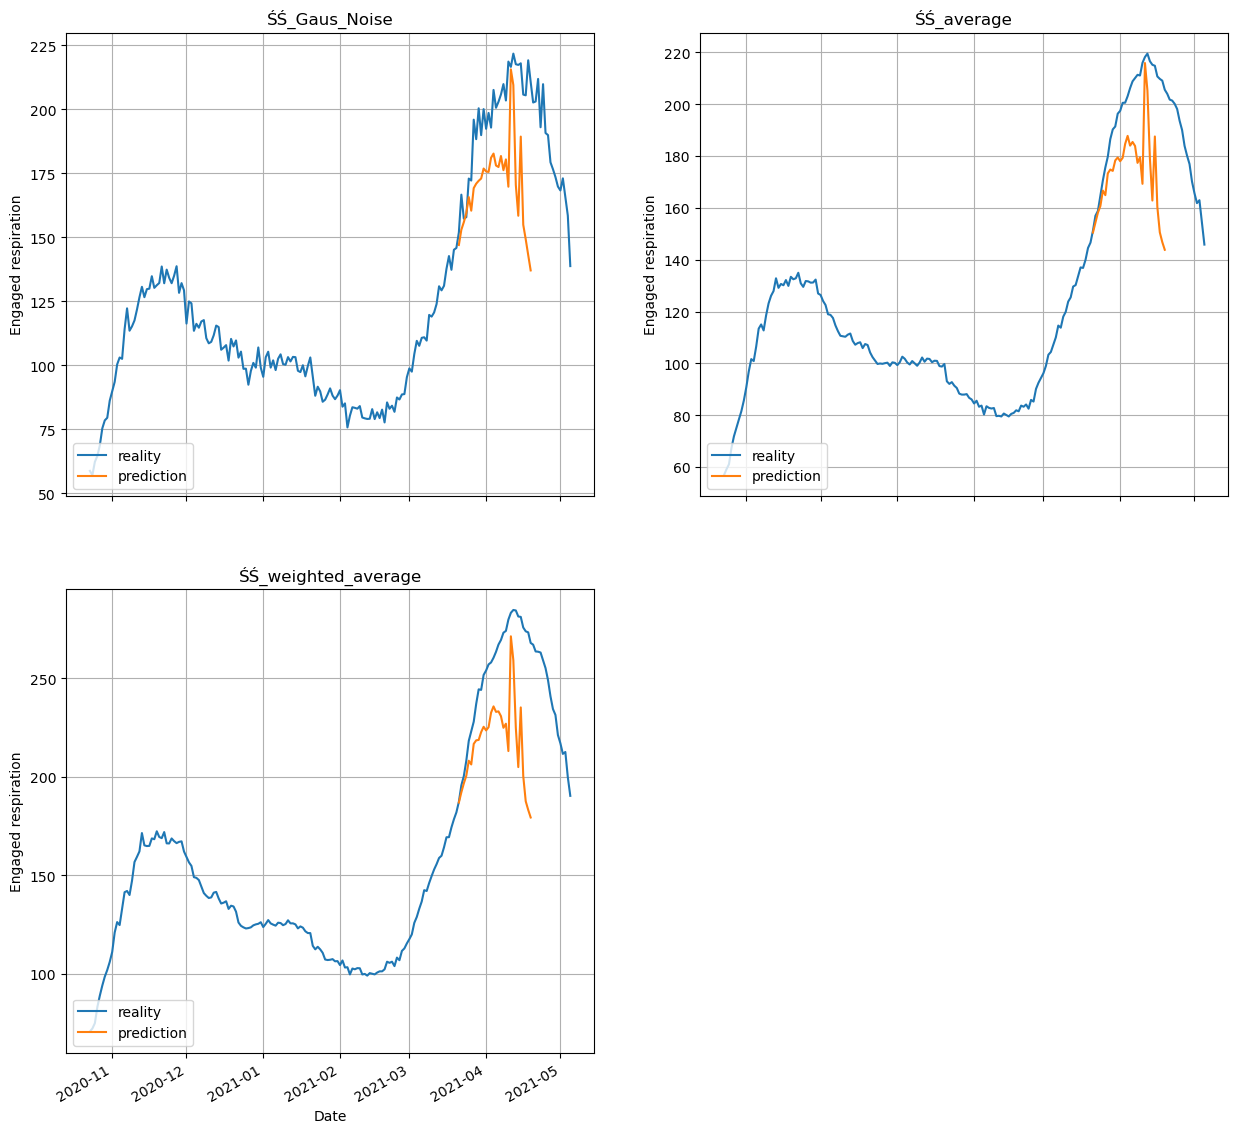 ŚŚ_Gaus_Noise
Engaged respiration
225
200
175
150
125
100
75
50
reality
prediction
ŚŚ_average
Engaged respiration
220
200
180
160
140
120
100
80
60
reality
prediction
ŚŚ_weighted_average
Engaged respiration
250
200
150
100
reality
prediction
2020-11
2020-12
2021-01
2021-02
2021-03
2021-04
2021-05
Date